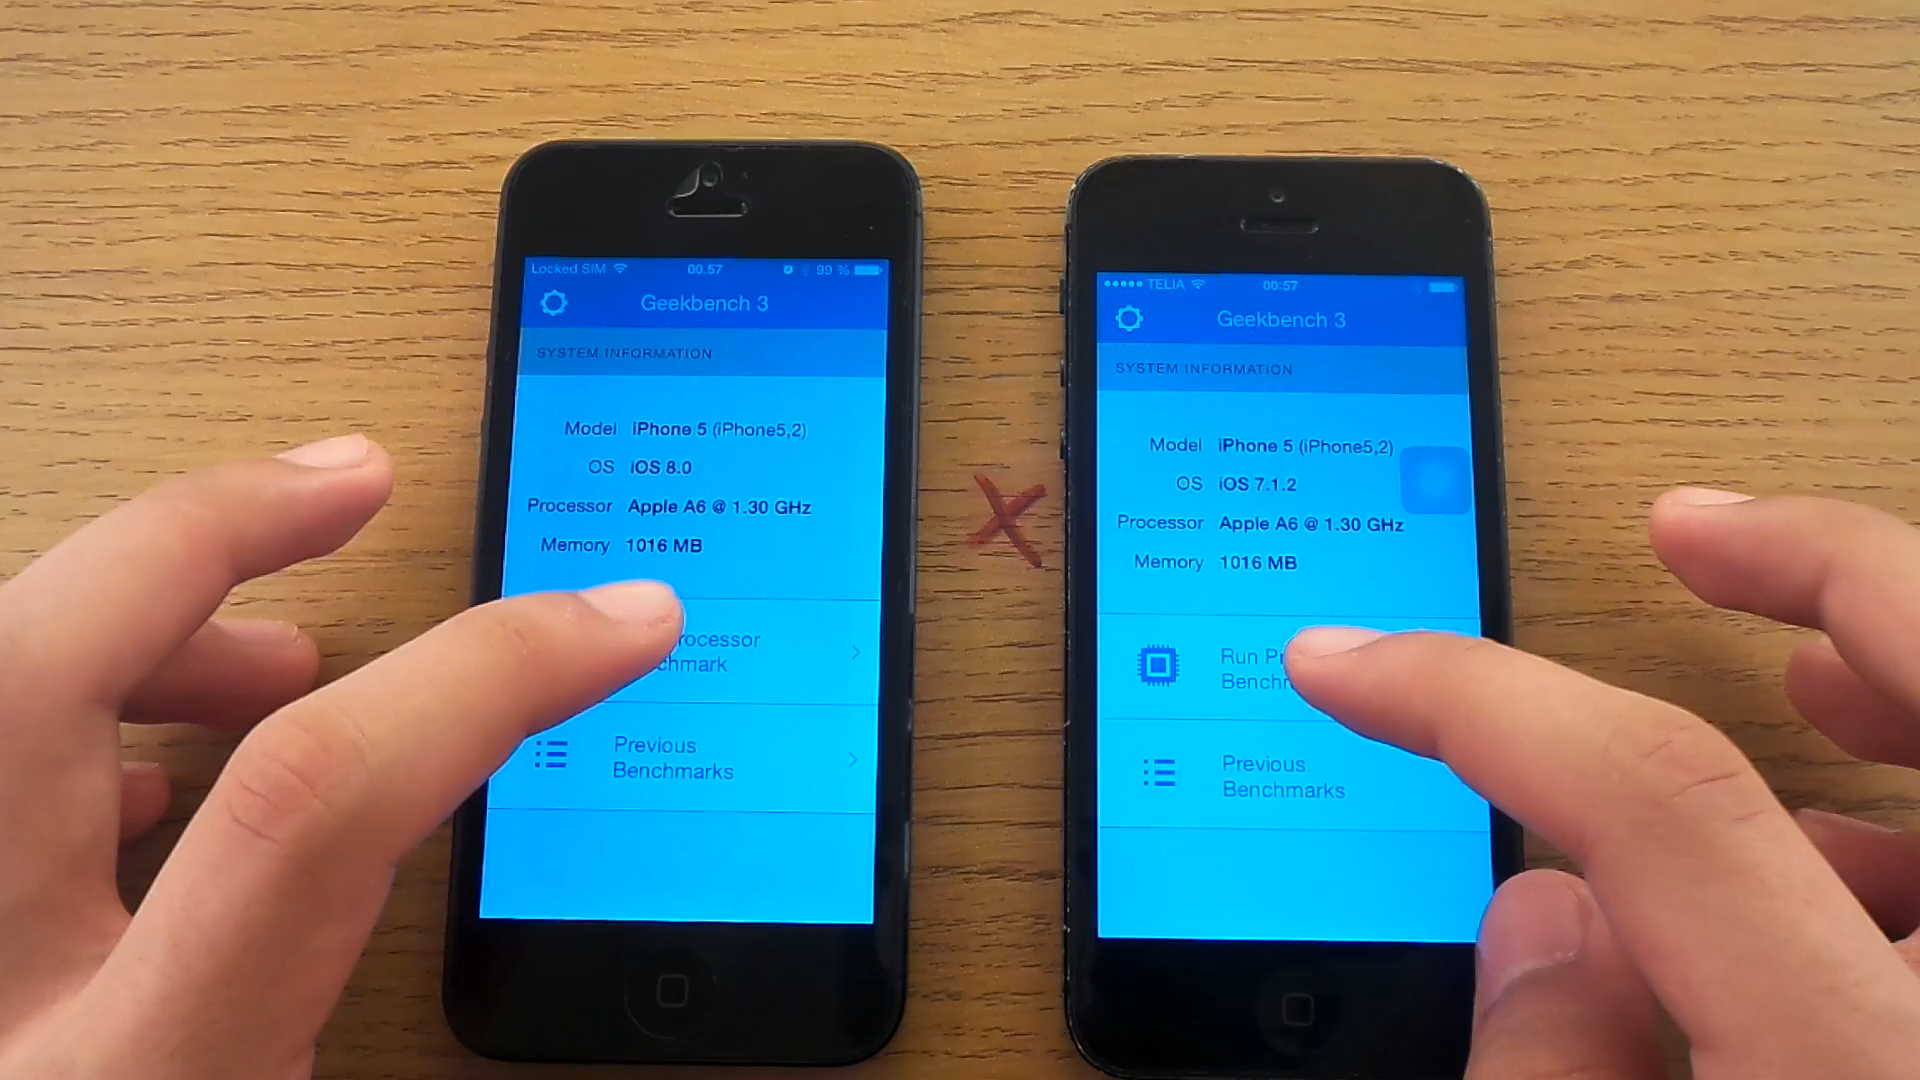 Locked SIM 00.57 99 %
Geekbench 3
SYSTEM INFORMATION
Model iPhone 5 (iPhone5,2)
OS iOS 8.0
Processor Apple A6 @ 1.30 GHz
Memory 1016 MB
rocessor
chmark
Previous
Benchmarks
X
TELIA 00:57
Geekbench 3
SYSTEM INFORMATION
Model iPhone 5 (iPhone5,2)
OS iOS 7.1.2
Processor Apple A6 @ 1.30 GHz
Memory 1016 MB
Run Pr
Bench
Previous
Benchmarks